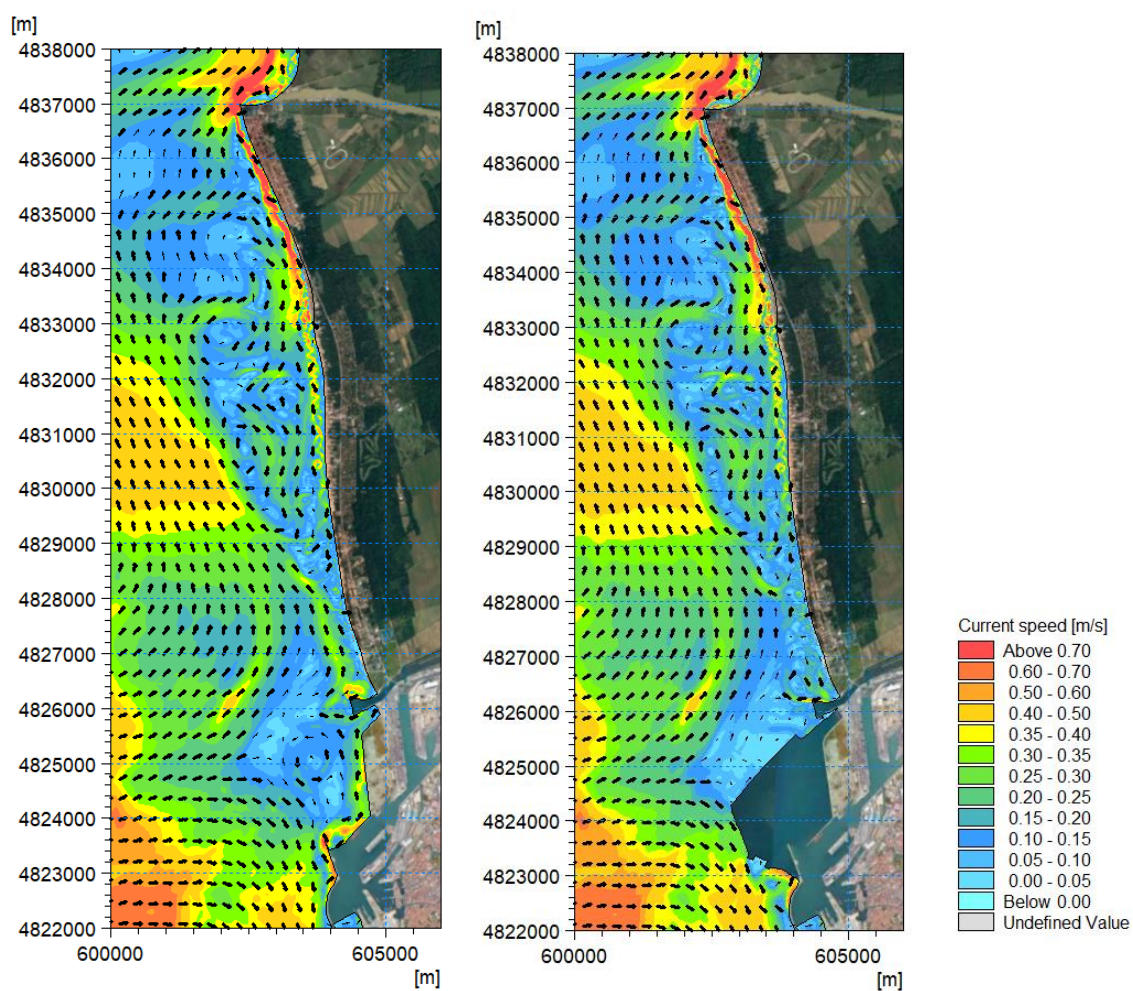 [m]
4838000
4837000
4836000
4835000
4834000
4833000
4832000
4831000
4830000
4829000
4828000
4827000
4826000
4825000
4824000
4823000
4822000
600000 605000
[m]
[m]
4838000
4837000
4836000
4835000
4834000
4833000
4832000
4831000
4830000
4829000
4828000
4827000
4826000
4825000
4824000
4823000
4822000
600000 605000
[m]
Current speed [m/s]
Above 0.70
0.60 - 0.70
0.50 - 0.60
0.40 - 0.50
0.35 - 0.40
0.30 - 0.35
0.25 - 0.30
0.20 - 0.25
0.15 - 0.20
0.10 - 0.15
0.05 - 0.10
0.00 - 0.05
Below 0.00
Undefined Value